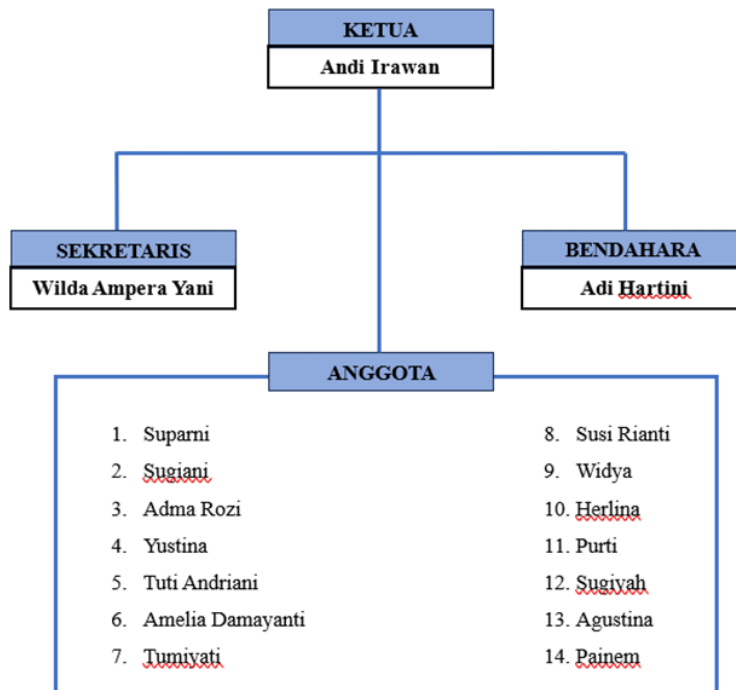 KETUA
Andi Irawan
SEKRETARIS
Wilda Ampera Yani
BENDAHARA
Adi Hartini
ANGGOTA
1. Suparni
2. Sugiani
3. Adma Rozi
4. Yustina
5. Tuti Andriani
6. Amelia Damayanti
7. Tumiyati
8. Susi Rianti
9. Widya
10. Herlina
11. Purti
12. Sugiyah
13. Agustina
14. Painem